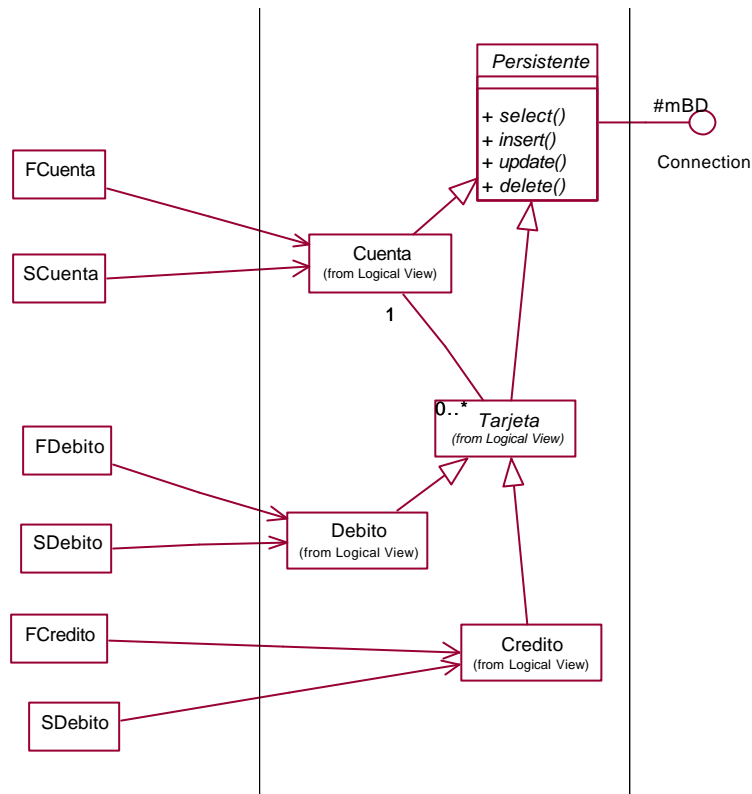 Persistente
+ select()
+ insert()
+ update()
+ delete()
#mBD
Connection
FCuenta
SCuenta
Cuenta
(from Logical View)
1
0..*
Tarjeta
(from Logical View)
FDebito
SDebito
Debito
(from Logical View)
FCredito
Credito
(from Logical View)
SDebito